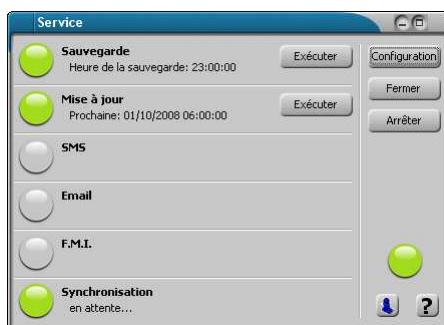 Service
Sauvegarde
Heure de la sauvegarde: 23:00:00
Exécuter
Mise à jour
Prochaine: 01/10/2008 06:00:00
Exécuter
SMS
Email
F.M.I.
Synchronisation
en attente...
Configuration
Fermer
Arrêter
?